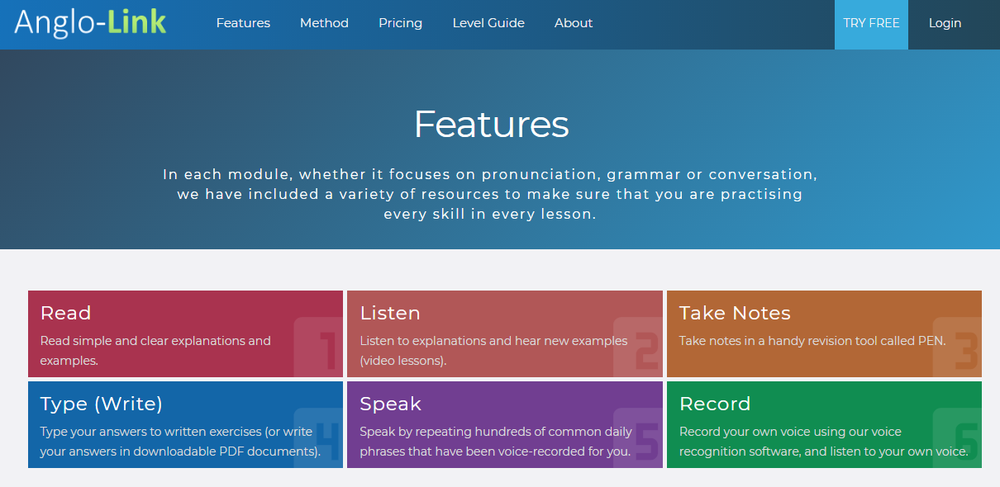 Anglo-Link
Features
Method
Pricing
Level Guide
About
TRY FREE
Login
Features
In each module, whether it focuses on pronunciation, grammar or conversation,
we have included a variety of resources to make sure that you are practising
every skill in every lesson.
Read
Read simple and clear explanations and
examples.
1
Listen
Listen to explanations and hear new examples
(video lessons).
2
Take Notes
Take notes in a handy revision tool called PEN.
3
Type (Write)
Type your answers to written exercises (or write
your answers in downloadable PDF documents).
4
Speak
Speak by repeating hundreds of common daily
phrases that have been voice-recorded for you.
5
Record
Record your own voice using our voice
recognition software, and listen to your own voice.
6